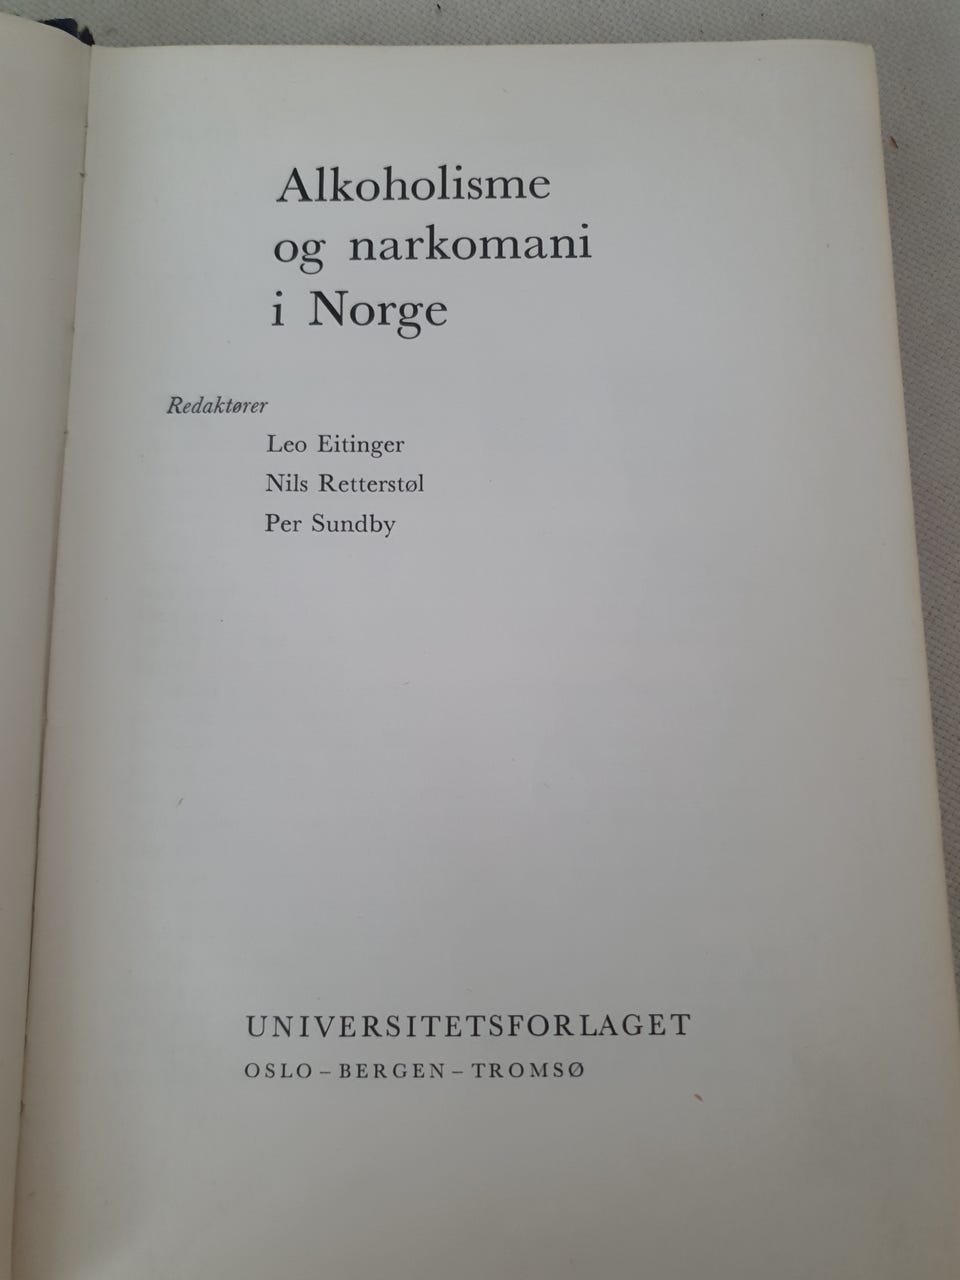 Alkoholisme
og narkomani
i Norge
Redaktører
Leo Eitinger
Nils Retterstøl
Per Sundby
UNIVERSITETSFORLAGET
OSLO – BERGEN – TROMSØ